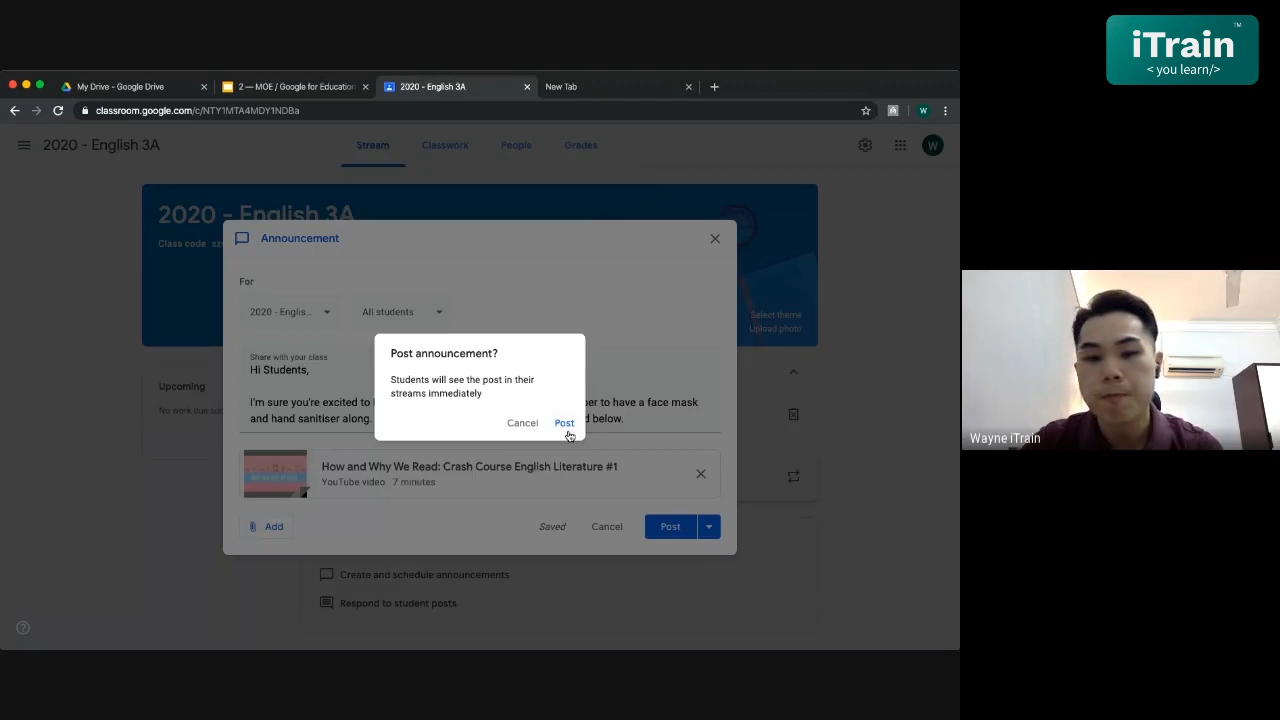 iTrain
TM
< you learn/>
My Drive - Google Drive
2 — MOE / Google for Education
2020 - English 3A
New Tab
classroom.google.com/c/NTY1MTA4MDY1NDBa
W
2020 - English 3A
Stream
Classwork
People
Grades
W
2020 - English 3A
Class code
Select theme
Upload photo
Announcement
For
2020 - Englis...
All students
Upcoming
No work due
Share with your class
Hi Students,
I'm sure you're excited to
to have a face mask
and hand sanitiser along.
below.
Post announcement?
Students will see the post in their
streams immediately
Cancel
Post
How and Why We Read: Crash Course English Literature #1
YouTube video 7 minutes
Add
Saved
Cancel
Post
Create and schedule announcements
Respond to student posts
Wayne iTrain